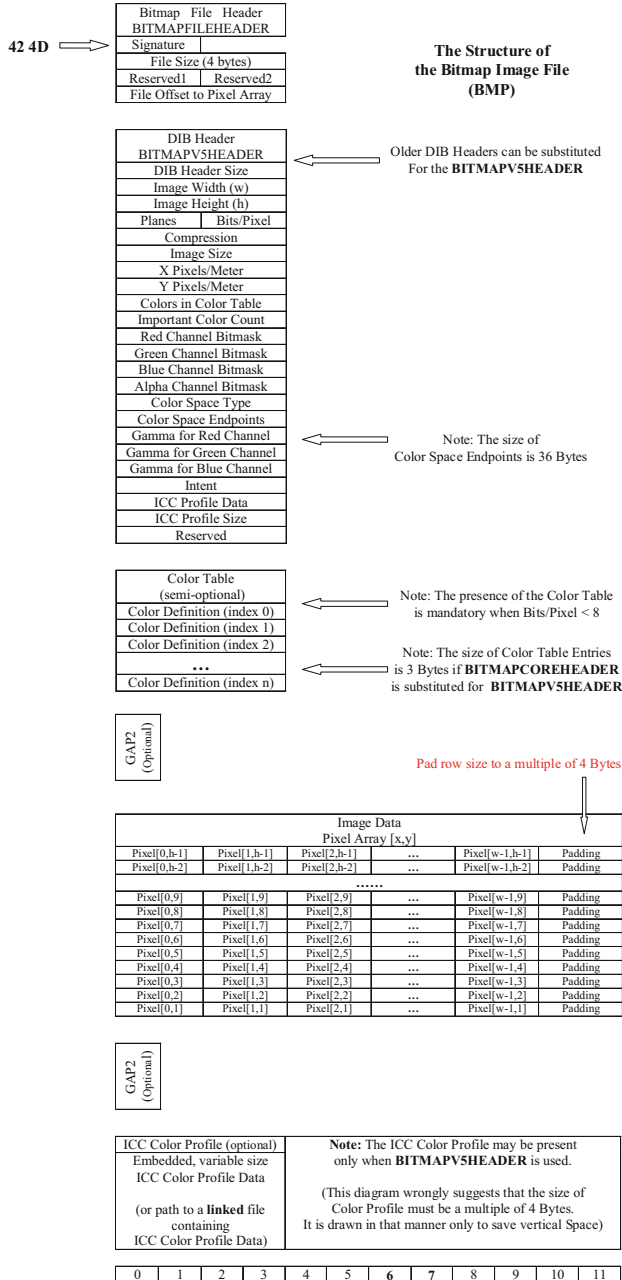 Bitmap File Header
BITMAPFILEHEADER
42 4D
Signature
File Size (4 bytes)
Reserved1 Reserved2
File Offset to Pixel Array
The Structure of
the Bitmap Image File
(BMP)
DIB Header
BITMAPV5HEADER
DIB Header Size
Image Width (w)
Image Height (h)
Planes Bits/Pixel
Compression
Image Size
X Pixels/Meter
Y Pixels/Meter
Colors in Color Table
Important Color Count
Red Channel Bitmask
Green Channel Bitmask
Blue Channel Bitmask
Alpha Channel Bitmask
Color Space Type
Color Space Endpoints
Gamma for Red Channel
Gamma for Green Channel
Gamma for Blue Channel
Intent
ICC Profile Data
ICC Profile Size
Reserved
Older DIB Headers can be substituted
For the BITMAPV5HEADER
Note: The size of
Color Space Endpoints is 36 Bytes
Color Table
(semi-optional)
Color Definition (index 0)
Color Definition (index 1)
Color Definition (index 2)
...
Color Definition (index n)
Note: The presence of the Color Table
is mandatory when Bits/Pixel < 8
Note: The size of Color Table Entries
is 3 Bytes if BITMAPCOREHEADER
is substituted for BITMAPV5HEADER
GAP2
(Optional)
Pad row size to a multiple of 4 Bytes
Image Data
Pixel Array [x,y]
Pixel[0,h-1] Pixel[1,h-1] Pixel[2,h-1] ... Pixel[w-1,h-1] Padding
Pixel[0,h-2] Pixel[1,h-2] Pixel[2,h-2] ... Pixel[w-1,h-2] Padding
......
Pixel[0,9] Pixel[1,9] Pixel[2,9] ... Pixel[w-1,9] Padding
Pixel[0,8] Pixel[1,8] Pixel[2,8] ... Pixel[w-1,8] Padding
Pixel[0,7] Pixel[1,7] Pixel[2,7] ... Pixel[w-1,7] Padding
Pixel[0,6] Pixel[1,6] Pixel[2,6] ... Pixel[w-1,6] Padding
Pixel[0,5] Pixel[1,5] Pixel[2,5] ... Pixel[w-1,5] Padding
Pixel[0,4] Pixel[1,4] Pixel[2,4] ... Pixel[w-1,4] Padding
Pixel[0,3] Pixel[1,3] Pixel[2,3] ... Pixel[w-1,3] Padding
Pixel[0,2] Pixel[1,2] Pixel[2,2] ... Pixel[w-1,2] Padding
Pixel[0,1] Pixel[1,1] Pixel[2,1] ... Pixel[w-1,1] Padding
GAP2
(Optional)
ICC Color Profile (optional)
Embedded, variable size
ICC Color Profile Data
(or path to a linked file
containing
ICC Color Profile Data)
Note: The ICC Color Profile may be present
only when BITMAPV5HEADER is used.
(This diagram wrongly suggests that the size of
Color Profile must be a multiple of 4 Bytes.
It is drawn in that manner only to save vertical Space)
0 1 2 3 4 5 6 7 8 9 10 11